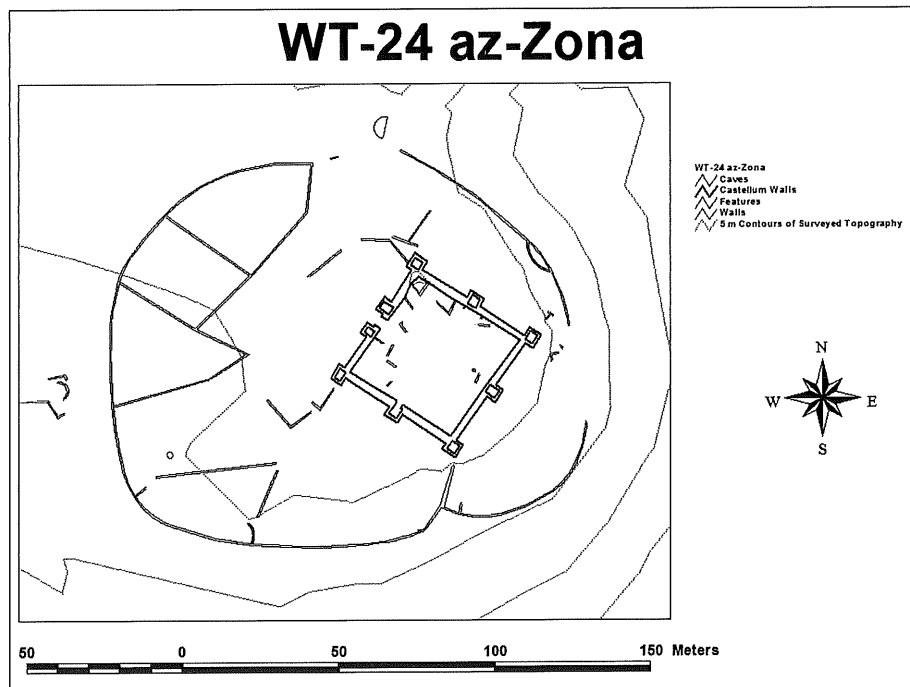 WT-24 az-Zona
WT-24 az-Zona
Caves
Castellum Walls
Features
Walls
5 m Contours of Surveyed Topography
N
W E
S
50 0 50 100 150 Meters